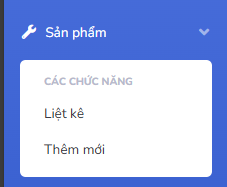 Sản phẩm
CÁC CHỨC NĂNG
Liệt kê
Thêm mới